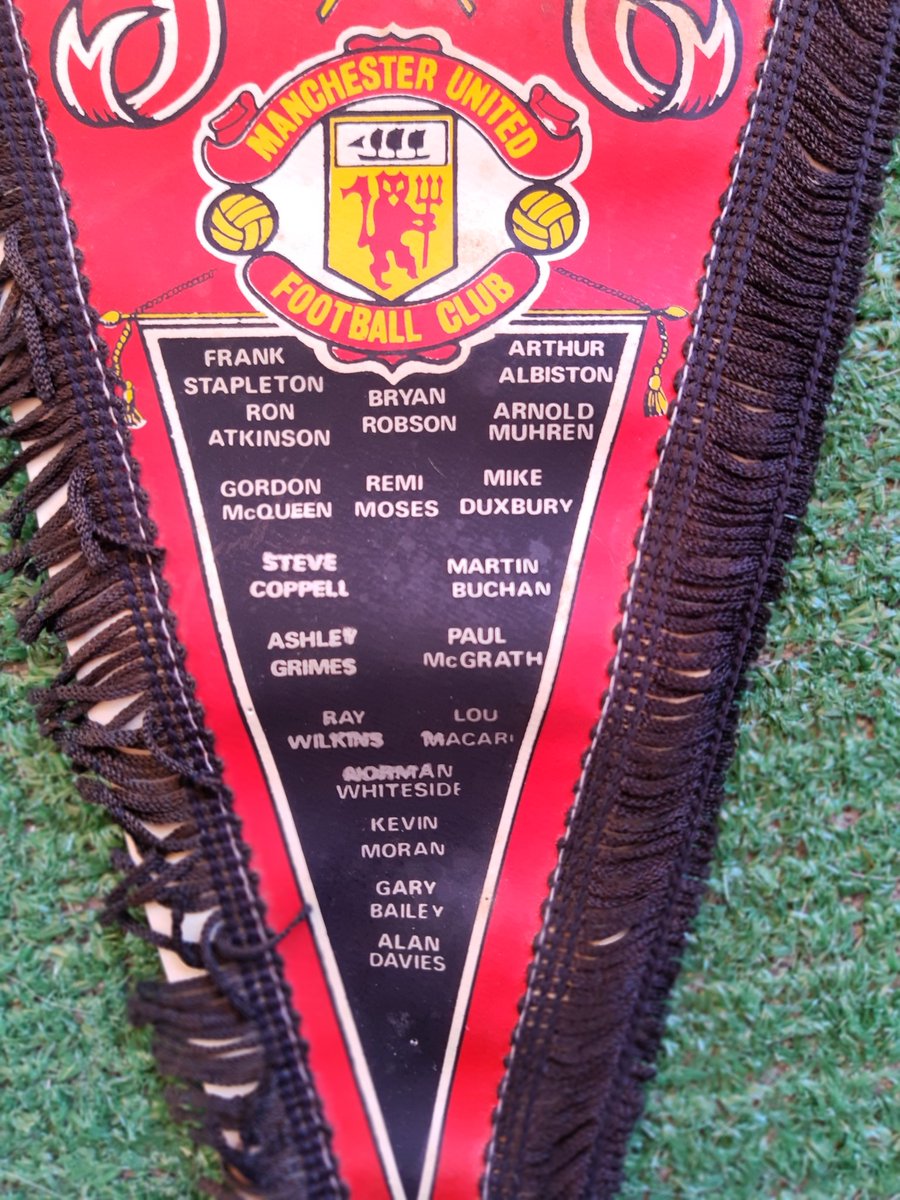 MANCHESTER UNITED
FOOTBALL CLUB
FRANK
STAPLETON
ARTHUR
ALBISTON
RON
ATKINSON
BRYAN
ROBSON
ARNOLD
MUHREN
GORDON
McQUEEN
REMI
MOSES
MIKE
DUXBURY
STEVE
COPPELL
MARTIN
BUCHAN
ASHLEY
GRIMES
PAUL
McGRATH
RAY
WILKINS
LOU
MACARI
NORMAN
WHITESIDE
KEVIN
MORAN
GARY
BAILEY
ALAN
DAVIES